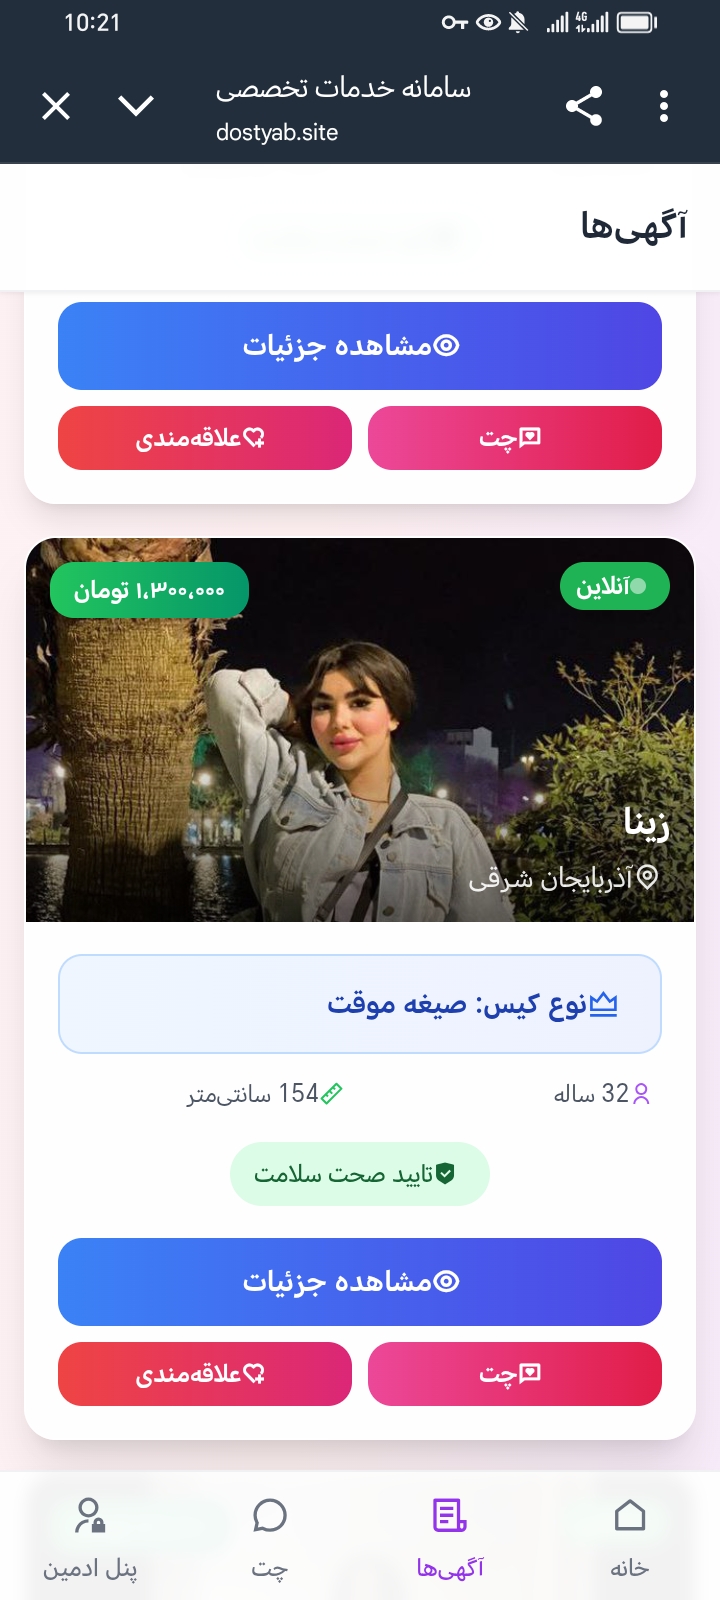 10:21
4G
سامانه خدمات تخصصی
dostyab.site
آگهی‌ها
مشاهده جزئیات
چت
علاقه‌مندی
آنلاین
۱،۳۰۰،۰۰۰ تومان
زینا
آذربایجان شرقی
نوع کیس: صیغه موقت
32 ساله
154 سانتی‌متر
تایید صحت سلامت
مشاهده جزئیات
چت
علاقه‌مندی
خانه
آگهی‌ها
چت
پنل ادمین